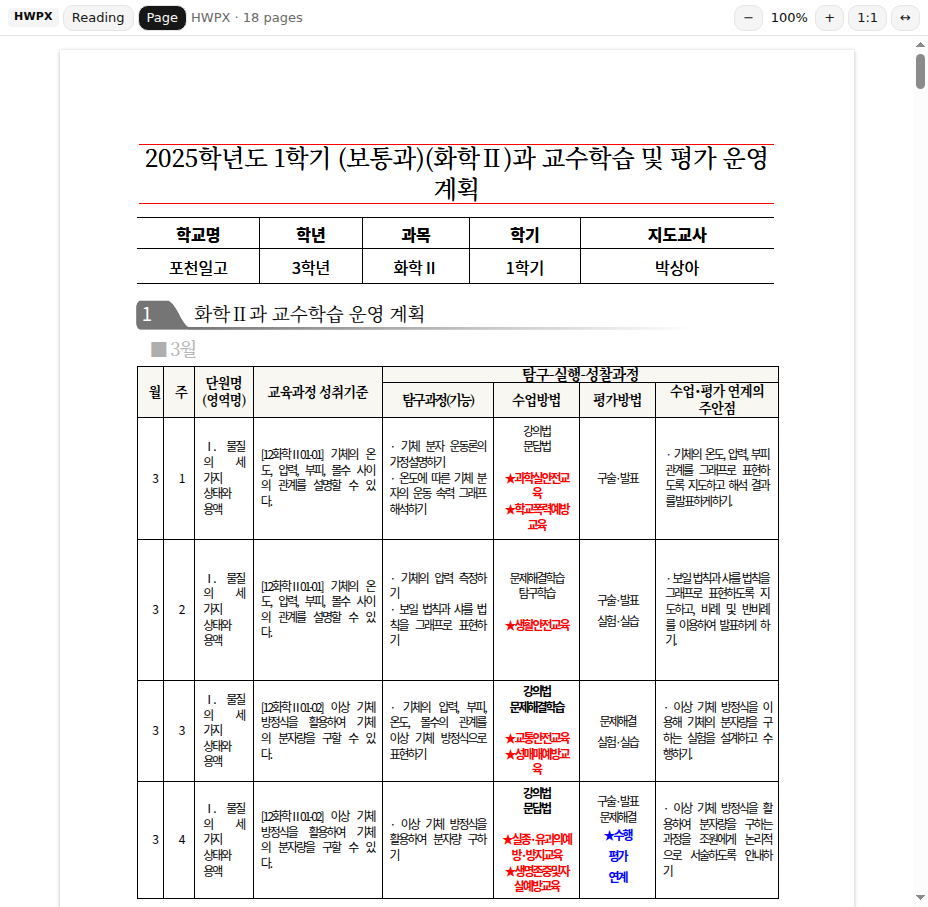 HWPX Reading Page HWPX · 18 pages − 100% + 1:1 ↔
2025학년도 1학기 (보통과)(화학Ⅱ)과 교수학습 및 평가 운영
계획
학교명 학년 과목 학기 지도교사
포천일고 3학년 화학Ⅱ 1학기 박상아
1 화학Ⅱ과 교수학습 운영 계획
■ 3월
월 주 단원명 (영역명) 교육과정 성취기준 탐구-실행-성찰과정
탐구과정(기능) 수업방법 평가방법 수업·평가 연계의 주안점
3
1
Ⅰ. 물질
의 세
가지
상태와
용액
[12화학Ⅱ01-01] 기체의 온
도, 압력, 부피, 몰수 사이
의 관계를 설명할 수 있
다.
· 기체 분자 운동론의
가정설명하기
· 온도에 따른 기체 분
자의 운동 속력 그래프
해석하기
강의법
문답법
★과학실안전교
육
★학교폭력예방
교육
구술·발표
· 기체의 온도, 압력, 부피
관계를 그래프로 표현하
도록 지도하고 해석 결과
를발표하게하기.
3
2
Ⅰ. 물질
의 세
가지
상태와
용액
[12화학Ⅱ01-01] 기체의 온
도, 압력, 부피, 몰수 사이
의 관계를 설명할 수 있
다.
· 기체의 압력 측정하
기
· 보일 법칙과 샤를 법
칙을 그래프로 표현하
기
문제해결학습
탐구학습
★생활안전교육
구술·발표
실험·실습
· 보일 법칙과 샤를 법칙을
그래프로 표현하도록 지
도하고, 비례 및 반비례
를 이용하여 발표하게 하
기.
3
3
Ⅰ. 물질
의 세
가지
상태와
용액
[12화학Ⅱ01-02] 이상 기체
방정식을 활용하여 기체
의 분자량을 구할 수 있
다.
· 기체의 압력, 부피,
온도, 몰수의 관계를
이상 기체 방정식으로
표현하기
강의법
문제해결학습
★교통안전교육
★성매매예방교
육
문제해결
실험·실습
· 이상 기체 방정식을 이
용해 기체의 분자량을 구
하는 실험을 설계하고 수
행하기.
3
4
Ⅰ. 물질
의 세
가지
상태와
용액
[12화학Ⅱ01-02] 이상 기체
방정식을 활용하여 기체
의 분자량을 구할 수 있
다.
· 이상 기체 방정식을
활용하여 분자량 구하
기
강의법
문답법
★실종·유괴의예
방·방지교육
★생명존중및자
살예방교육
구술·발표
문제해결
★수행
평가
연계
· 이상 기체 방정식을 활
용하여 분자량을 구하는
과정을 조원에게 논리적
으로 서술하도록 안내하
기